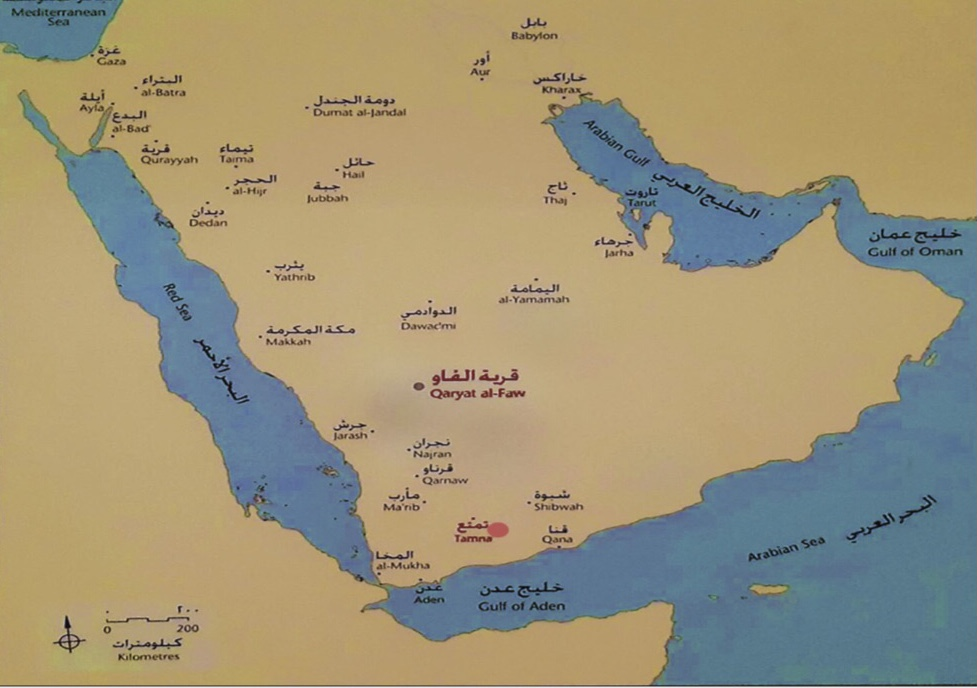 Mediterranean
Sea
غزة
Gaza
البتراء
al-Batra
أيلة
Ayla
البدع
al-Bad'
قرية
Qurayyah
تيماء
Taima
الحجر
al-Hijr
ديدان
Dedan
دومة الجندل
Dumat al-Jandal
حائل
Hail
جبة
Jubbah
بابل
Babylon
أور
Aur
خاراكس
Kharax
Arabian Gulf
الخليج العربي
ثاج
Thaj
تاروت
Tarut
جرهاء
Jarha
خليج عمان
Gulf of Oman
يثرب
Yathrib
الدوادمي
Dawad'mi
اليمامة
al-Yamamah
Red Sea
البحر الأحمر
مكة المكرمة
Makkah
قرية الفاو
Qaryat al-Faw
جرش
Jarash
نجران
Najran
قرناو
Qarnaw
مأرب
Ma'rib
شبوة
Shibwah
تمنع
Tamna
قنا
Qana
المخا
al-Mukha
عدن
Aden
خليج عدن
Gulf of Aden
Arabian Sea
البحر العربي
٢٠٠
0 200
كيلومترات
Kilometres